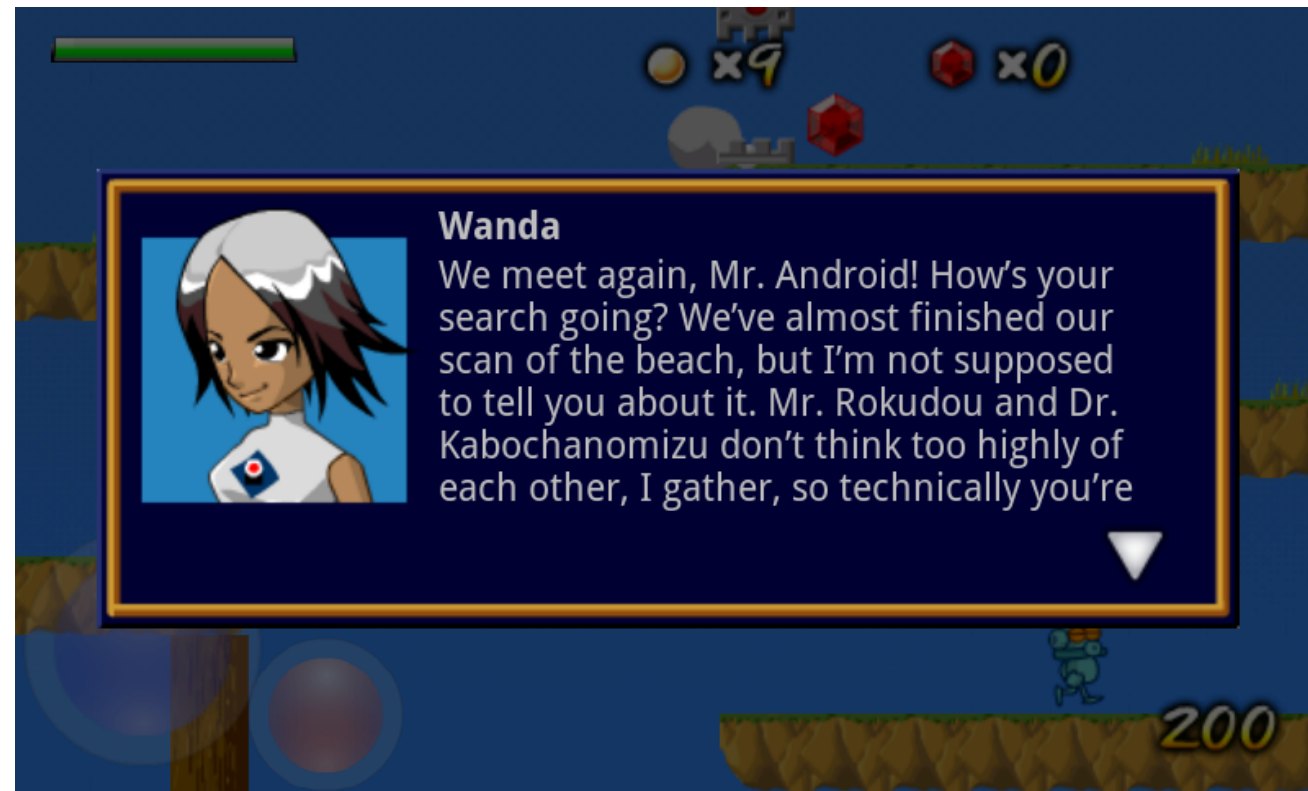 ×9 ×0
Wanda
We meet again, Mr. Android! How’s your
search going? We’ve almost finished our
scan of the beach, but I’m not supposed
to tell you about it. Mr. Rokudou and Dr.
Kabochanomizu don’t think too highly of
each other, I gather, so technically you’re
200